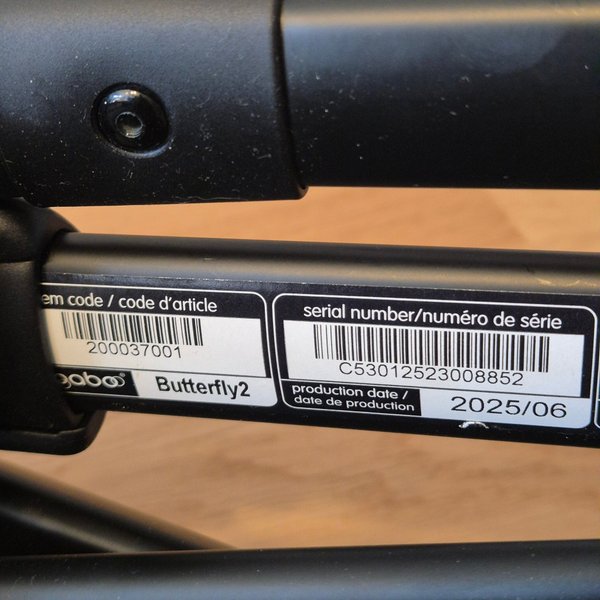 em code / code d'article
200037001
Butterfly2
serial number/numéro de série
C53012523008852
production date /
date de production
2025/06